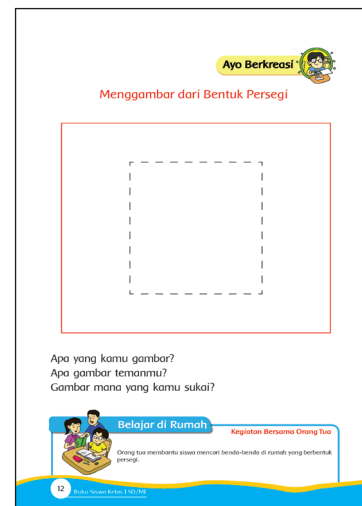 Ayo Berkreasi
Menggambar dari Bentuk Persegi
Apa yang kamu gambar?
Apa gambar temanmu?
Gambar mana yang kamu sukai?
Belajar di Rumah
Kegiatan Bersama Orang Tua
Orang tua membantu siswa mencari benda-benda di rumah yang berbentuk
persegi.
12
Buku Siswa Kelas I SD/MI